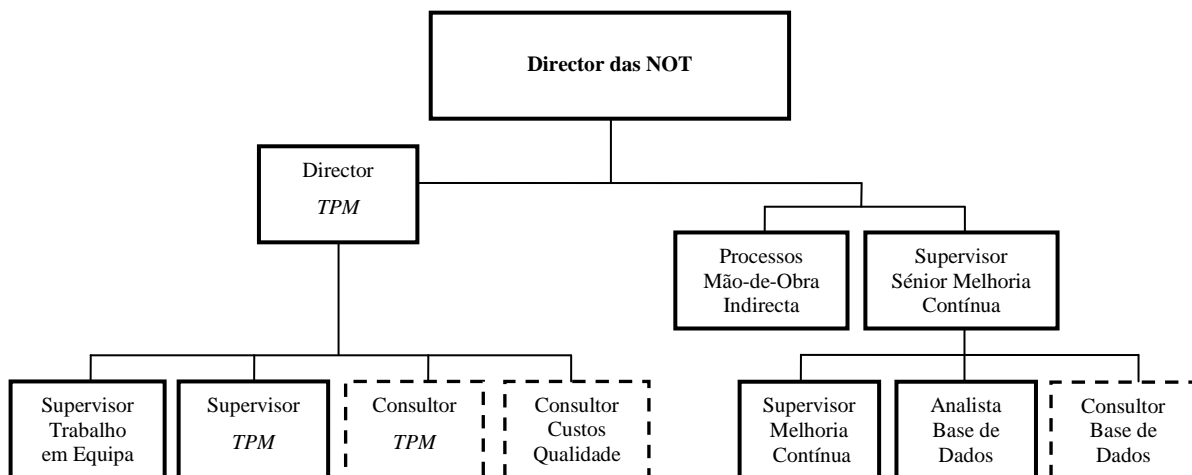 Director das NOT
Director
TPM
Processos
Mão-de-Obra
Indirecta
Supervisor
Sénior Melhoria
Contínua
Supervisor
Trabalho
em Equipa
Supervisor
TPM
Consultor
TPM
Consultor
Custos
Qualidade
Supervisor
Melhoria
Contínua
Analista
Base de
Dados
Consultor
Base de
Dados